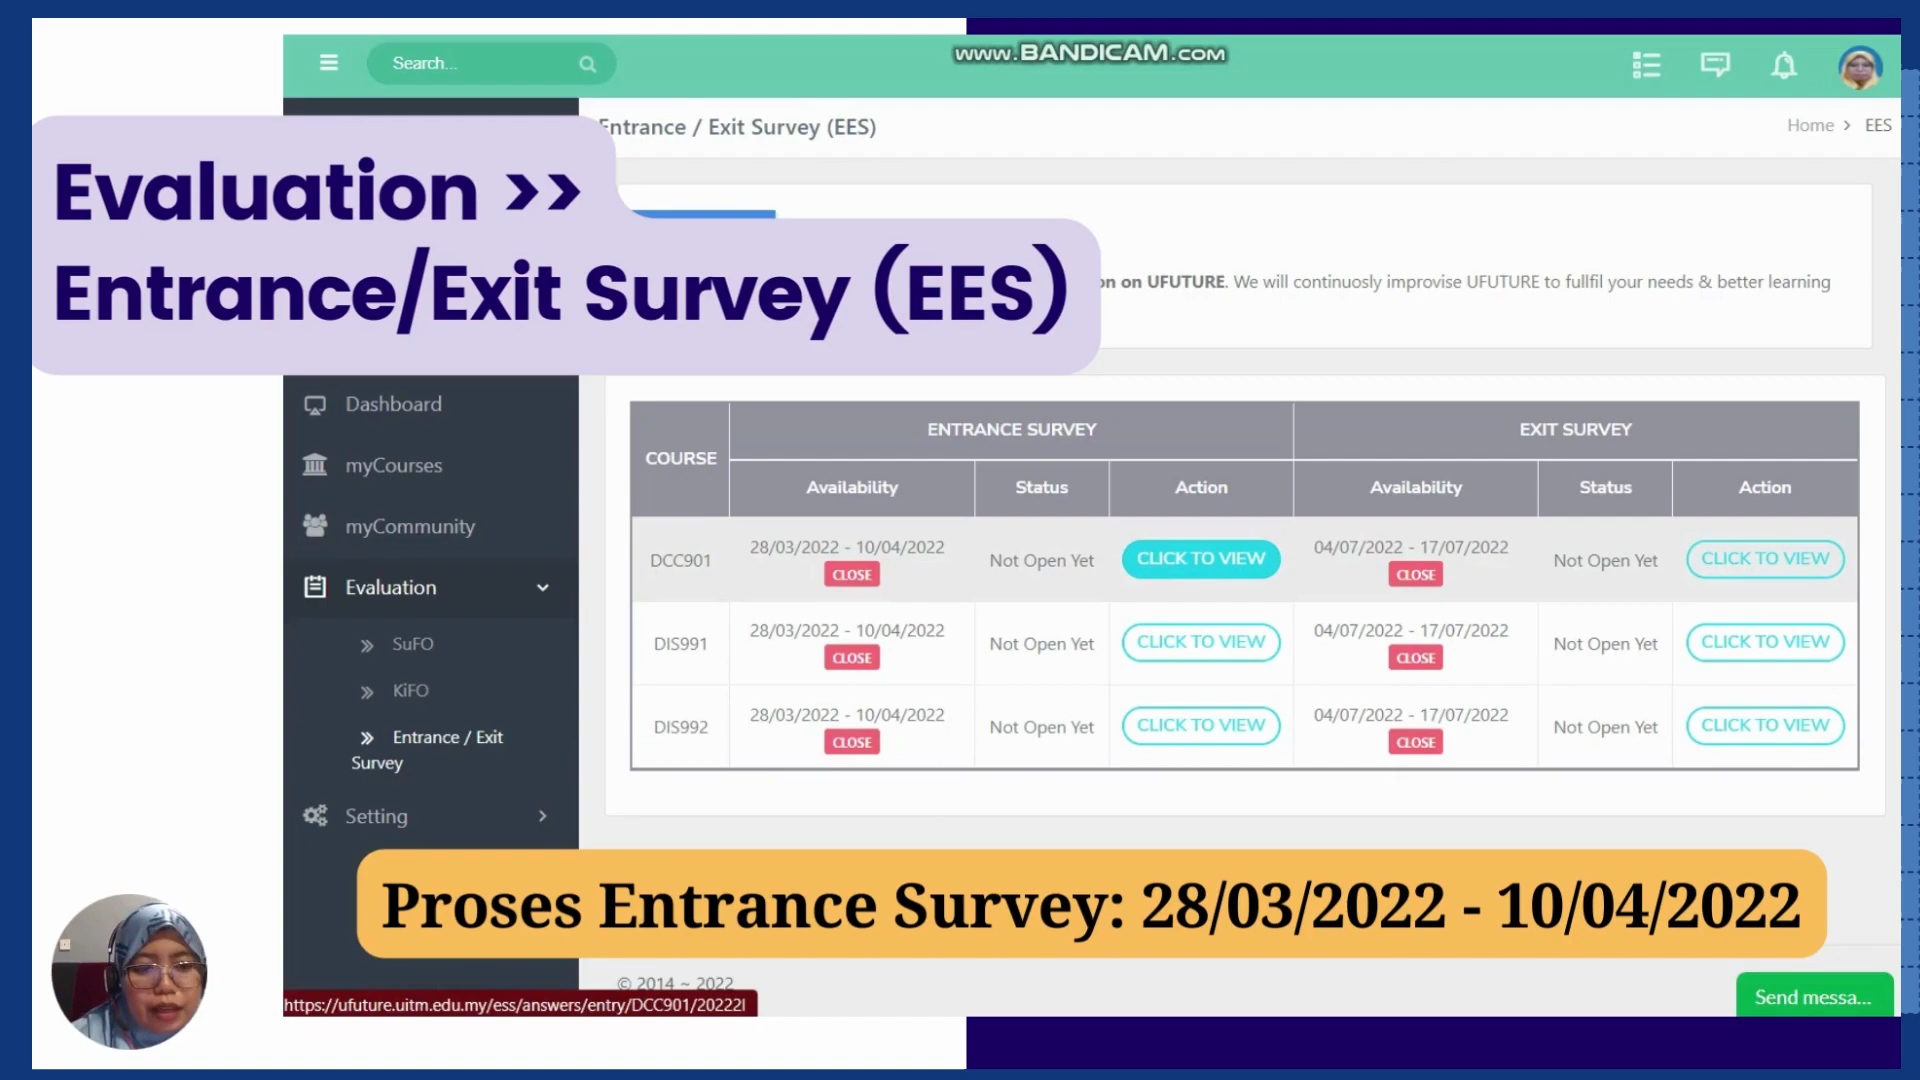 Search...
www.BANDICAM.com
Entrance / Exit Survey (EES)
Home > EES
Evaluation >>
Entrance/Exit Survey (EES)
on on UFUTURE. We will continuosly improvise UFUTURE to fullfil your needs & better learning
Dashboard
myCourses
myCommunity
Evaluation
SuFO
KiFO
Entrance / Exit
Survey
Setting
COURSE
ENTRANCE SURVEY
EXIT SURVEY
Availability Status Action Availability Status Action
DCC901 28/03/2022 - 10/04/2022 CLOSE Not Open Yet CLICK TO VIEW 04/07/2022 - 17/07/2022 CLOSE Not Open Yet CLICK TO VIEW
DIS991 28/03/2022 - 10/04/2022 CLOSE Not Open Yet CLICK TO VIEW 04/07/2022 - 17/07/2022 CLOSE Not Open Yet CLICK TO VIEW
DIS992 28/03/2022 - 10/04/2022 CLOSE Not Open Yet CLICK TO VIEW 04/07/2022 - 17/07/2022 CLOSE Not Open Yet CLICK TO VIEW
Proses Entrance Survey: 28/03/2022 - 10/04/2022
© 2014 ~ 2022
https://ufuture.uitm.edu.my/ess/answers/entry/DCC901/20222I
Send messa...